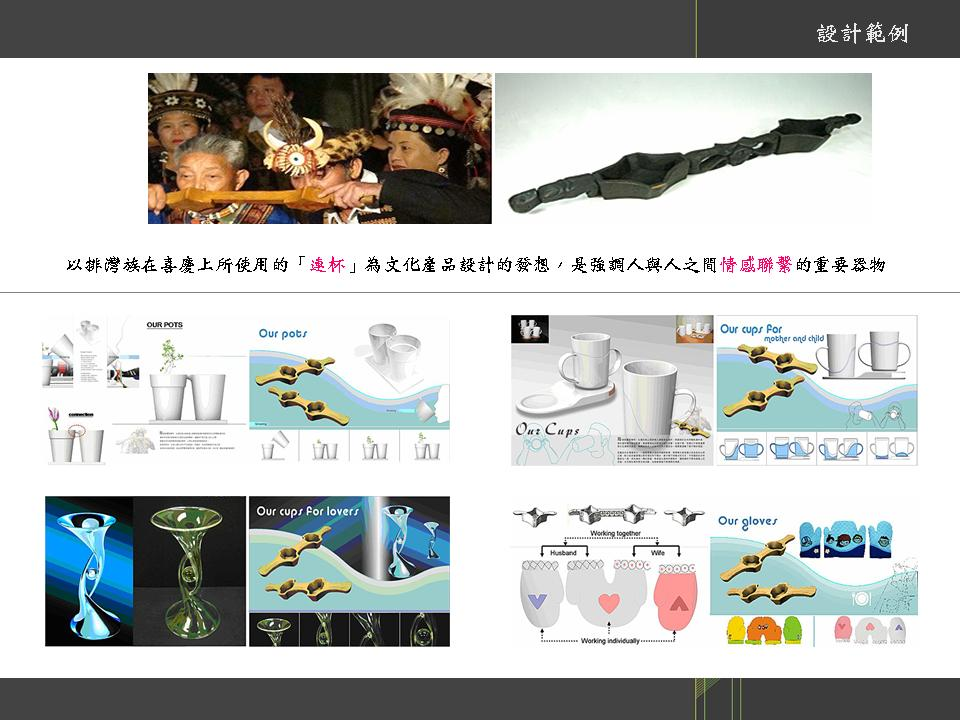 設計範例
以排灣族在喜慶上所使用的「連杯」為文化產品設計的發想，是強調人與人之間情感聯繫的重要器物
OUR POTS
connection
Our pots
Our Cups
Our cups for
mother and child
Our cups for lovers
Working together
Husband
Wife
Working individually
Our gloves